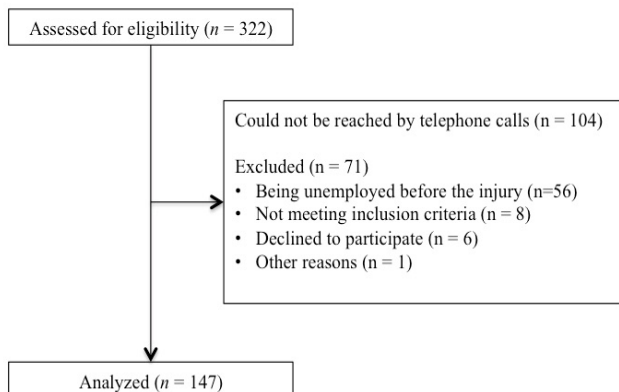 Assessed for eligibility (n = 322)
Could not be reached by telephone calls (n = 104)
Excluded (n = 71)
• Being unemployed before the injury (n=56)
• Not meeting inclusion criteria (n = 8)
• Declined to participate (n = 6)
• Other reasons (n = 1)
Analyzed (n = 147)